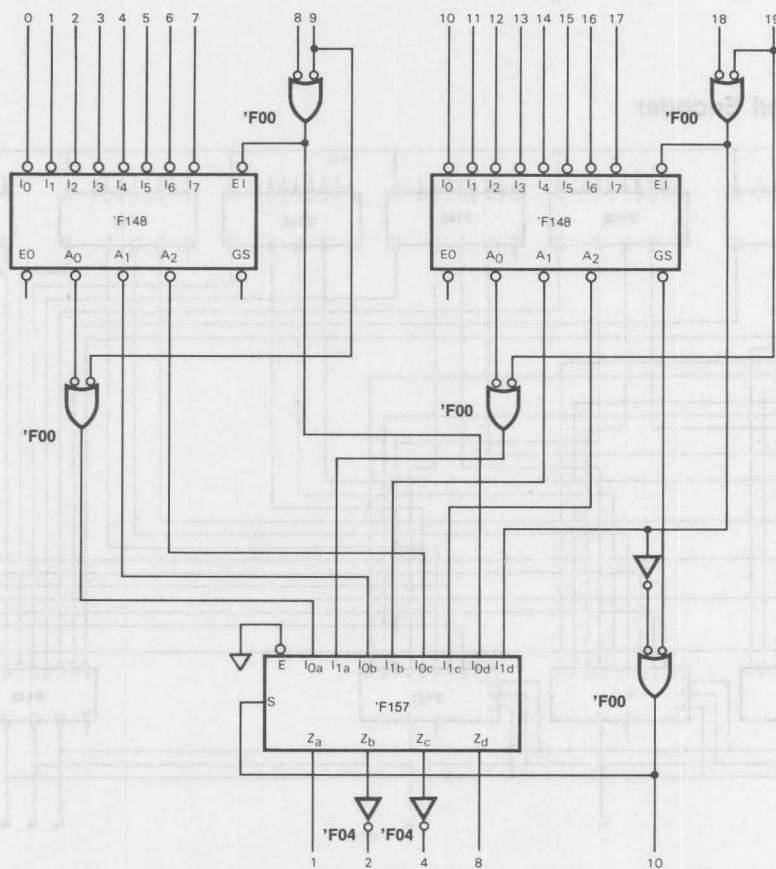 0 1 2 3 4 5 6 7 8 9 10 11 12 13 14 15 16 17 18 19
'F00 'F00
I0 I1 I2 I3 I4 I5 I6 I7 EI I0 I1 I2 I3 I4 I5 I6 I7 EI
'F148 'F148
EO A0 A1 A2 GS EO A0 A1 A2 GS
'F00 'F00
E I0a I1a I0b I1b I0c I1c I0d I1d
S 'F157 'F00
Za Zb Zc Zd
'F04 'F04
1 2 4 8 10